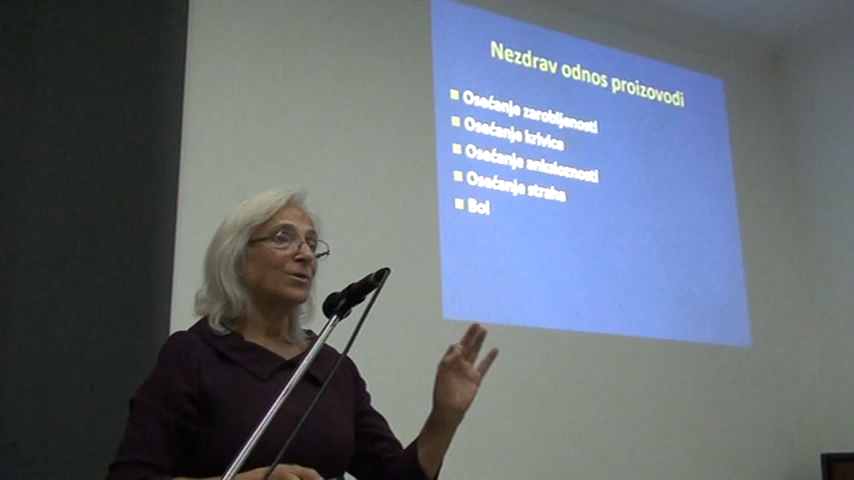 Nezdrav odnos proizvodi
Osećanje zarobljenosti
Osećanje krivice
Osećanje anksioznosti
Osećanje straha
Bol